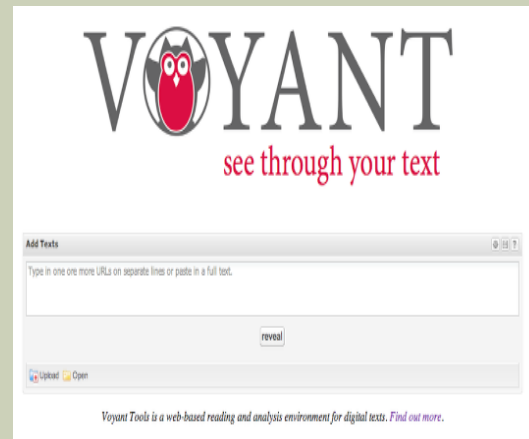 VOYANT
see through your text
Add Texts
Type in one ore more URLs on separate lines or paste in a full text.
reveal
Upload Open
Voyant Tools is a web-based reading and analysis environment for digital texts. Find out more.